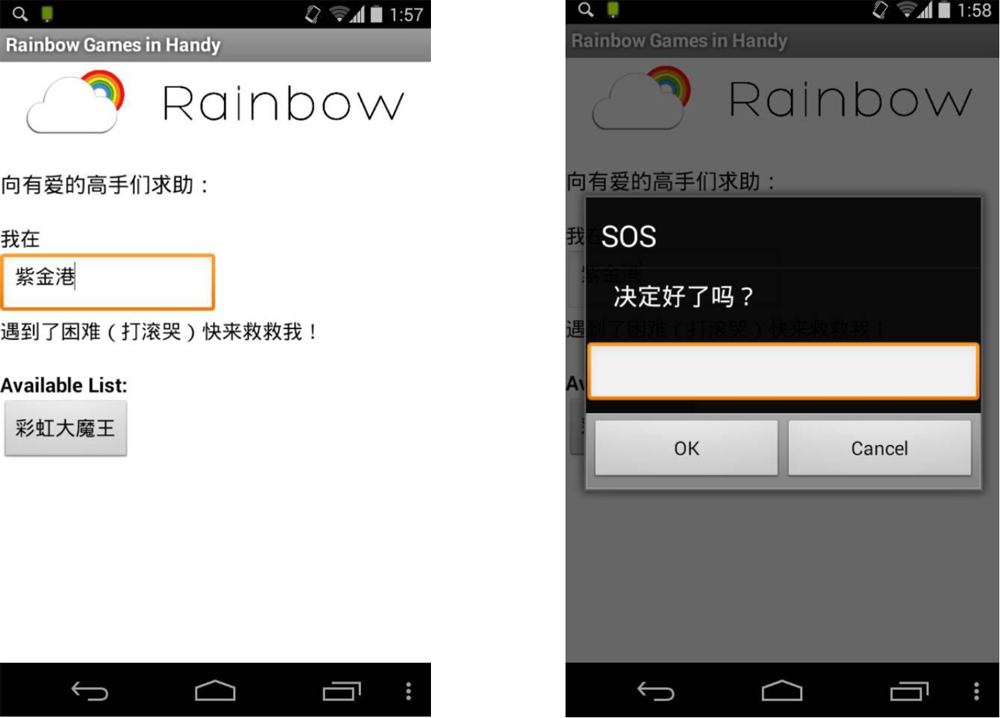 1:57
Rainbow Games in Handy
Rainbow
向有爱的高手们求助：
我在
紫金港
遇到了困难（打滚哭）快来救救我！
Available List:
彩虹大魔王
1:58
Rainbow Games in Handy
Rainbow
向有爱的高手们求助：
我在
紫金港
SOS
决定好了吗？
遇到了困难（打滚哭）快来救救我！
OK
Cancel